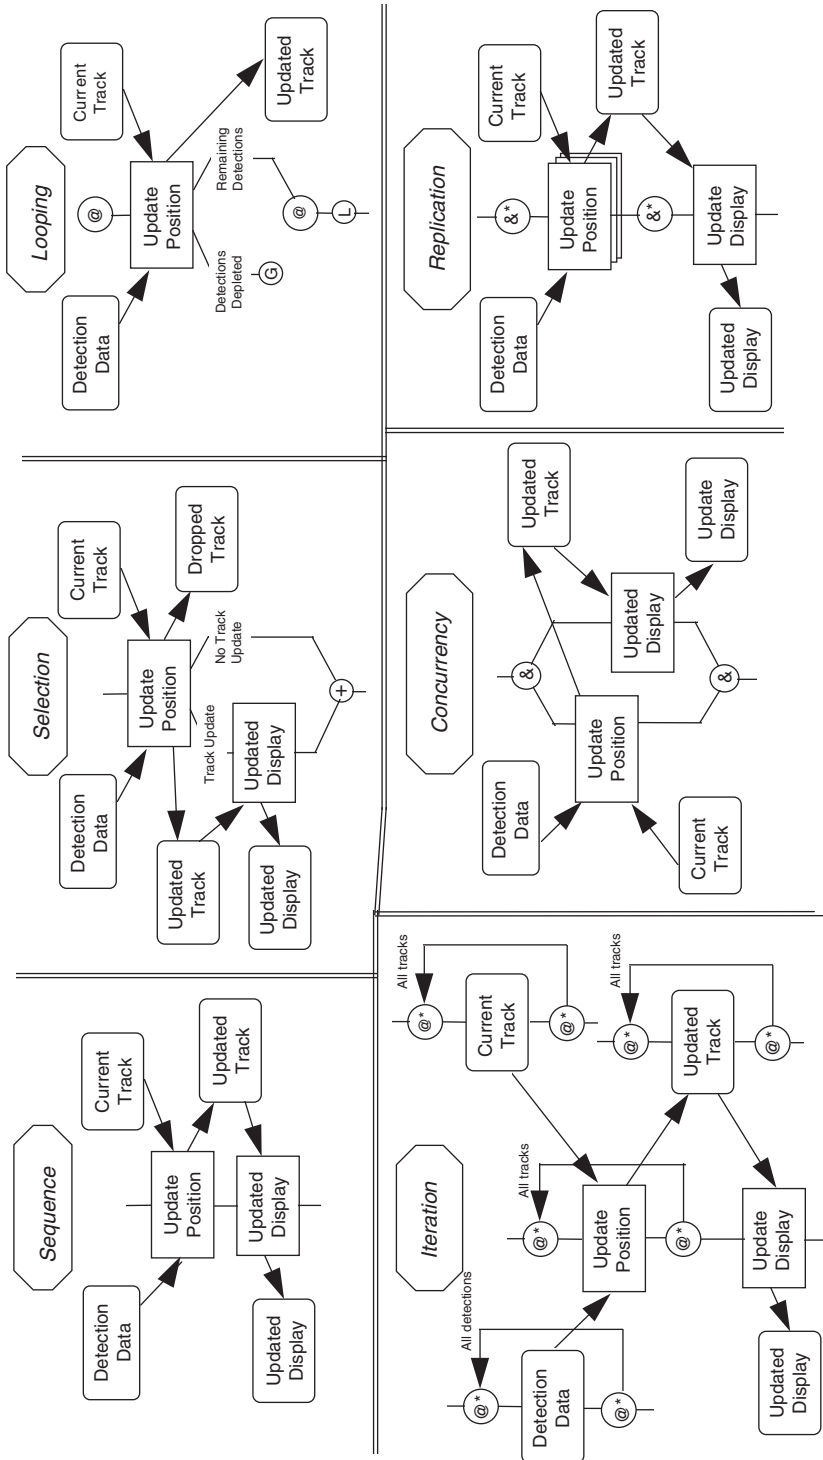 Sequence
Detection
Data
Current
Track
Update
Position
Updated
Track
Updated
Display
Updated
Display
Selection
Detection
Data
Current
Track
Update
Position
Dropped
Track
Updated
Track
Track Update
No Track
Update
Updated
Display
Updated
Display
+
Looping
@
Detection
Data
Current
Track
Update
Position
Updated
Track
Detections
Depleted
Remaining
Detections
G
@
L
Iteration
@*
All tracks
Current
Track
@*
@*
All detections
Detection
Data
@*
@*
All tracks
Update
Position
@*
@*
All tracks
Updated
Track
@*
Update
Display
Updated
Display
Concurrency
Detection
Data
&
Updated
Track
Update
Position
Updated
Display
Current
Track
&
Update
Display
Replication
&*
Detection
Data
Current
Track
Update
Position
Updated
Track
&*
Update
Display
Updated
Display